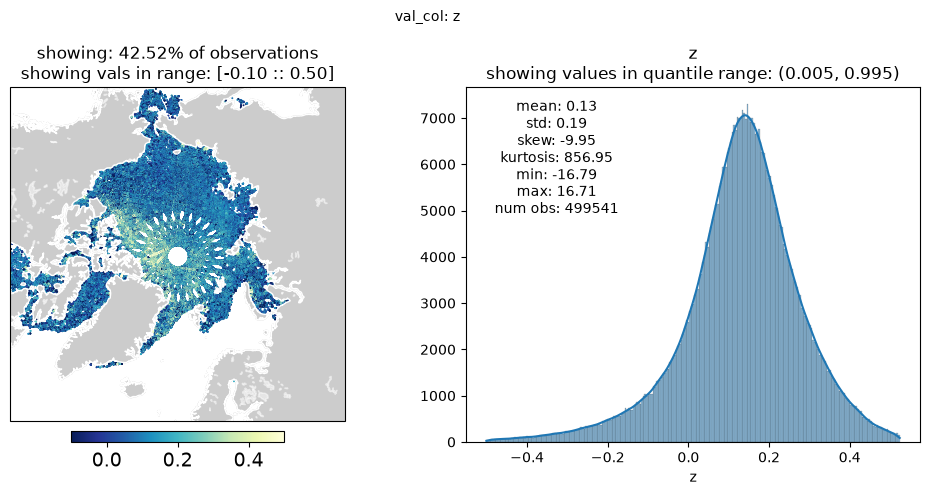 val_col: z
showing: 42.52% of observations
showing vals in range: [-0.10 :: 0.50]
0.0 0.2 0.4
z
showing values in quantile range: (0.005, 0.995)
mean: 0.13
std: 0.19
skew: -9.95
kurtosis: 856.95
min: -16.79
max: 16.71
num obs: 499541
7000
6000
5000
4000
3000
2000
1000
0
−0.4 −0.2 0.0 0.2 0.4
z